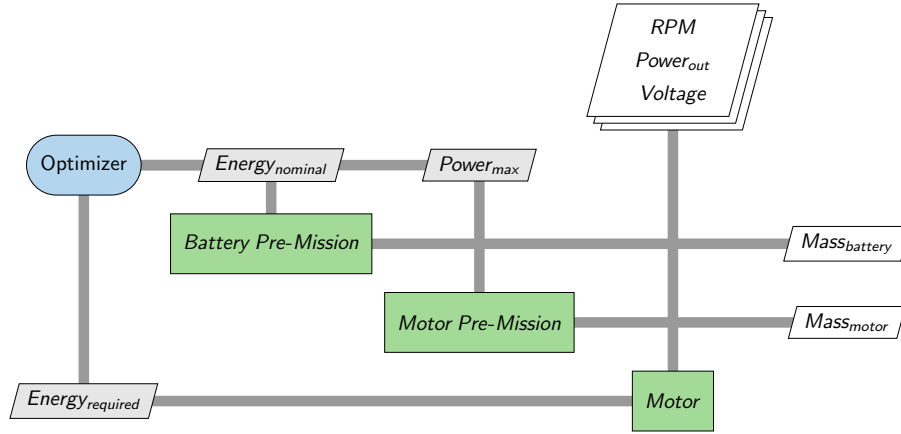 RPM
Power_out
Voltage
Optimizer
Energy_nominal
Power_max
Battery Pre-Mission
Mass_battery
Motor Pre-Mission
Mass_motor
Energy_required
Motor